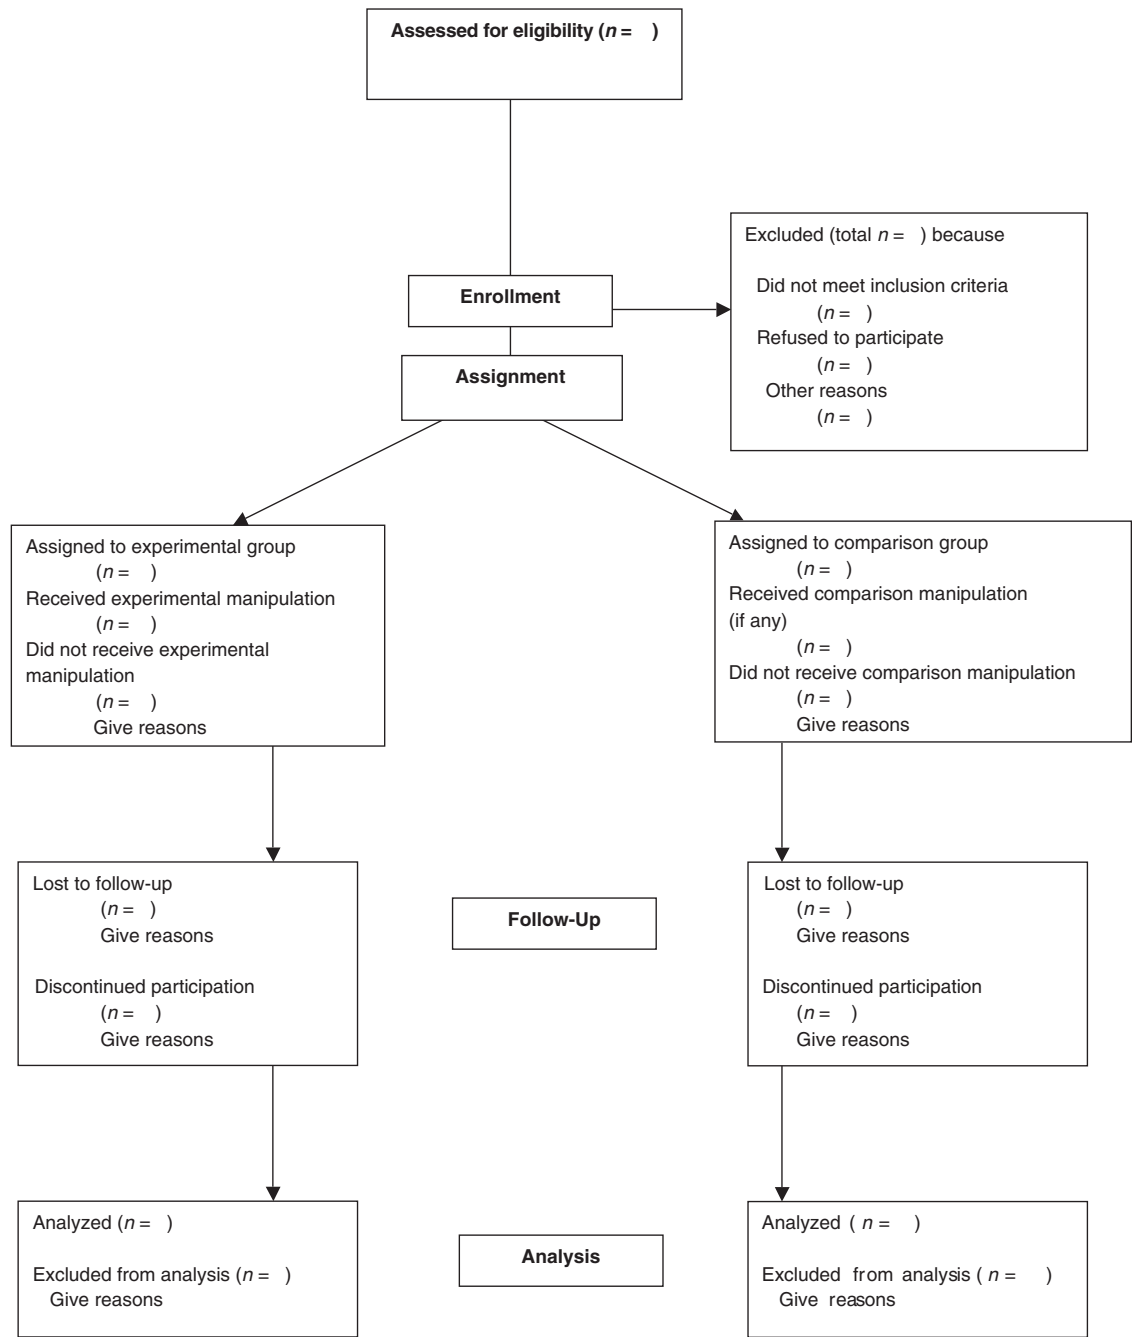 Assessed for eligibility (n = )
Excluded (total n = ) because
Did not meet inclusion criteria
(n = )
Refused to participate
(n = )
Other reasons
(n = )
Enrollment
Assignment
Assigned to experimental group
(n = )
Received experimental manipulation
(n = )
Did not receive experimental
manipulation
(n = )
Give reasons
Assigned to comparison group
(n = )
Received comparison manipulation
(if any)
(n = )
Did not receive comparison manipulation
(n = )
Give reasons
Lost to follow-up
(n = )
Give reasons
Discontinued participation
(n = )
Give reasons
Follow-Up
Lost to follow-up
(n = )
Give reasons
Discontinued participation
(n = )
Give reasons
Analyzed (n = )
Excluded from analysis (n = )
Give reasons
Analysis
Analyzed ( n = )
Excluded from analysis ( n = )
Give reasons